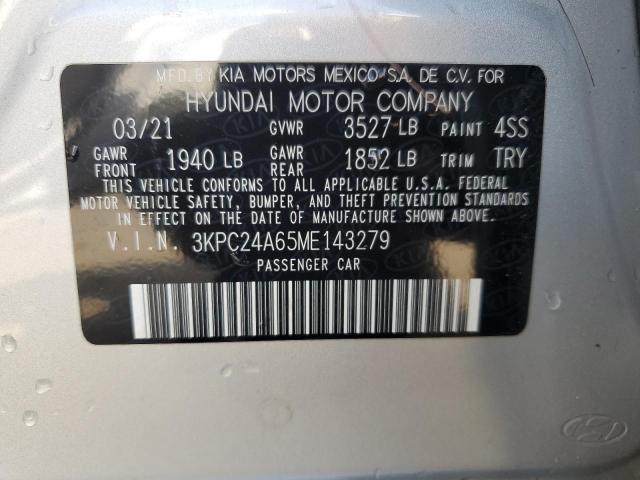 MFD. BY KIA MOTORS MEXICO S.A. DE C.V. FOR
HYUNDAI MOTOR COMPANY
03/21 GVWR 3527 LB PAINT 4SS
GAWR FRONT 1940 LB GAWR REAR 1852 LB TRIM TRY
THIS VEHICLE CONFORMS TO ALL APPLICABLE U.S.A. FEDERAL
MOTOR VEHICLE SAFETY, BUMPER, AND THEFT PREVENTION STANDARDS
IN EFFECT ON THE DATE OF MANUFACTURE SHOWN ABOVE.
V.I.N. 3KPC24A65ME143279
PASSENGER CAR